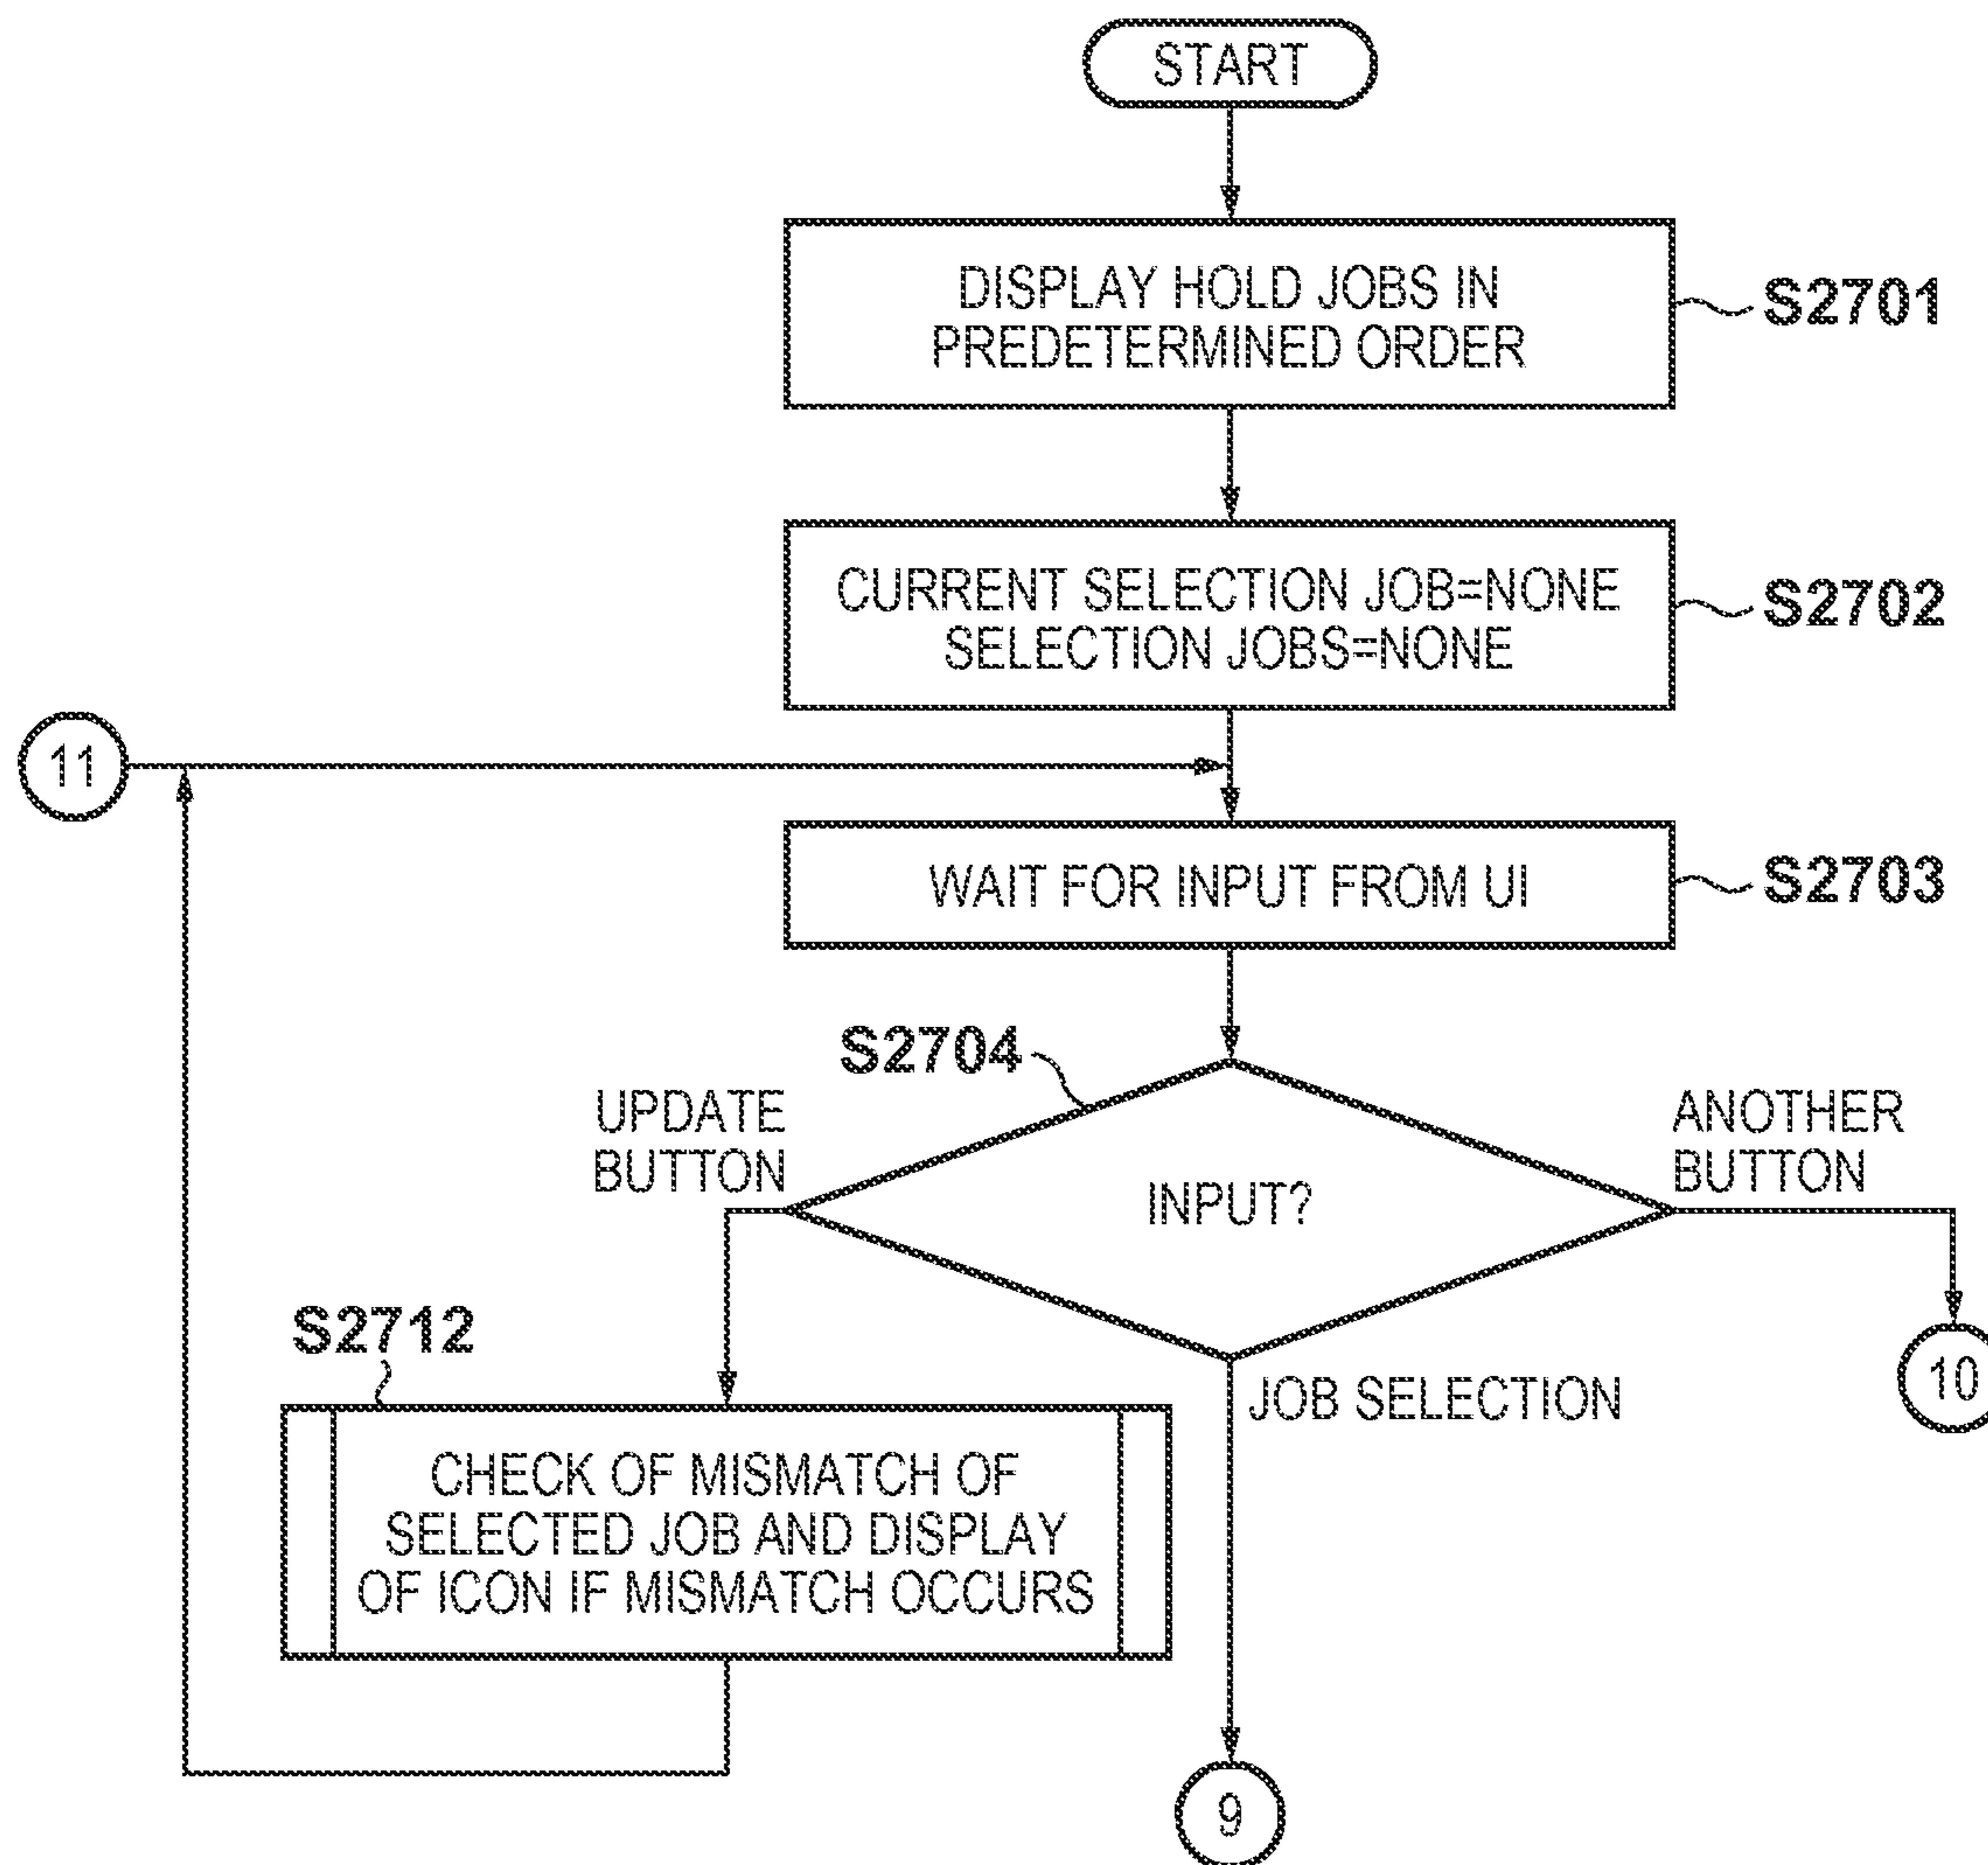 START
DISPLAY HOLD JOBS IN
PREDETERMINED ORDER
S2701
CURRENT SELECTION JOB=NONE
SELECTION JOBS=NONE
S2702
11
WAIT FOR INPUT FROM UI
S2703
S2704
UPDATE
BUTTON
INPUT?
ANOTHER
BUTTON
S2712
JOB SELECTION
10
CHECK OF MISMATCH OF
SELECTED JOB AND DISPLAY
OF ICON IF MISMATCH OCCURS
9